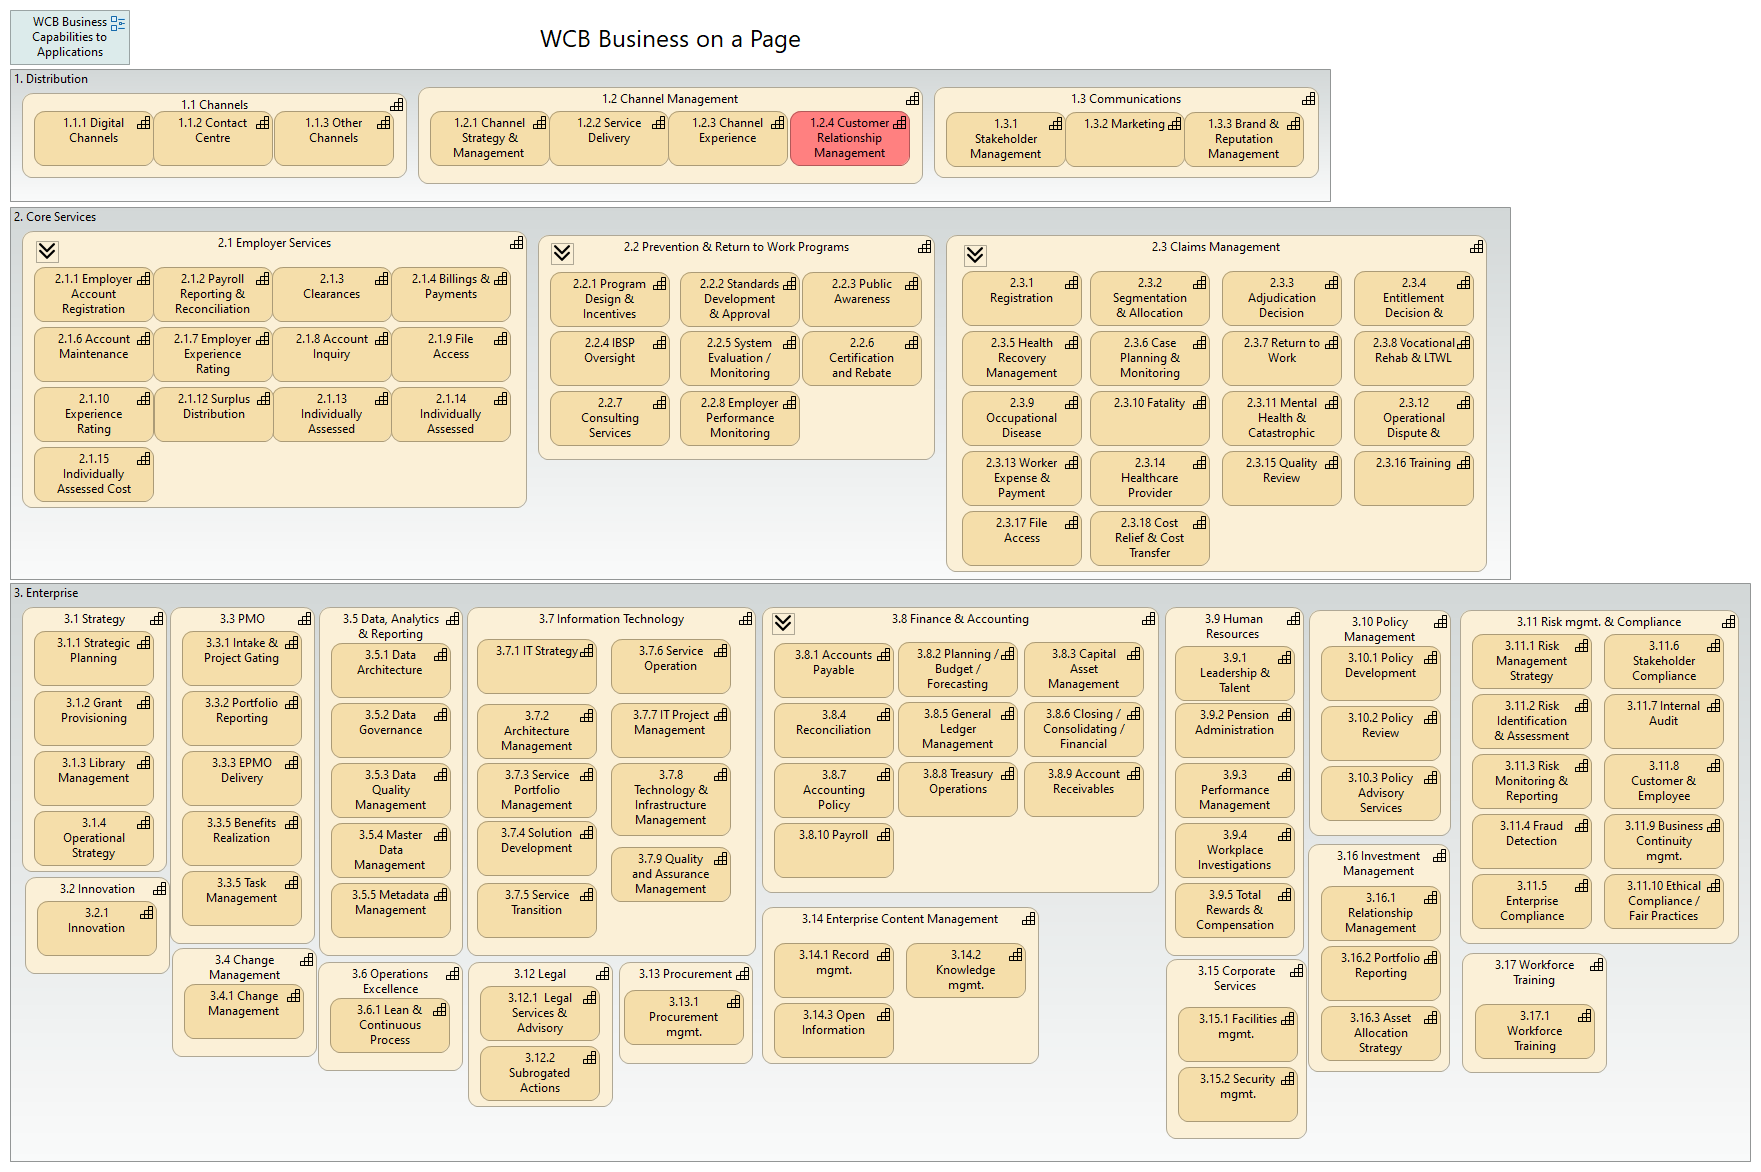 WCB Business
Capabilities to
Applications
WCB Business on a Page
1. Distribution
1.1 Channels
1.1.1 Digital
Channels
1.1.2 Contact
Centre
1.1.3 Other
Channels
1.2 Channel Management
1.2.1 Channel
Strategy &
Management
1.2.2 Service
Delivery
1.2.3 Channel
Experience
1.2.4 Customer
Relationship
Management
1.3 Communications
1.3.1
Stakeholder
Management
1.3.2 Marketing
1.3.3 Brand &
Reputation
Management
2. Core Services
2.1 Employer Services
2.1.1 Employer
Account
Registration
2.1.2 Payroll
Reporting &
Reconciliation
2.1.3
Clearances
2.1.4 Billings &
Payments
2.1.6 Account
Maintenance
2.1.7 Employer
Experience
Rating
2.1.8 Account
Inquiry
2.1.9 File
Access
2.1.10
Experience
Rating
2.1.12 Surplus
Distribution
2.1.13
Individually
Assessed
2.1.14
Individually
Assessed
2.1.15
Individually
Assessed Cost
2.2 Prevention & Return to Work Programs
2.2.1 Program
Design &
Incentives
2.2.2 Standards
Development
& Approval
2.2.3 Public
Awareness
2.2.4 IBSP
Oversight
2.2.5 System
Evaluation /
Monitoring
2.2.6
Certification
and Rebate
2.2.7
Consulting
Services
2.2.8 Employer
Performance
Monitoring
2.3 Claims Management
2.3.1
Registration
2.3.2
Segmentation
& Allocation
2.3.3
Adjudication
Decision
2.3.4
Entitlement
Decision &
2.3.5 Health
Recovery
Management
2.3.6 Case
Planning &
Monitoring
2.3.7 Return to
Work
2.3.8 Vocational
Rehab & LTWL
2.3.9
Occupational
Disease
2.3.10 Fatality
2.3.11 Mental
Health &
Catastrophic
2.3.12
Operational
Dispute &
2.3.13 Worker
Expense &
Payment
2.3.14
Healthcare
Provider
2.3.15 Quality
Review
2.3.16 Training
2.3.17 File
Access
2.3.18 Cost
Relief & Cost
Transfer
3. Enterprise
3.1 Strategy
3.1.1 Strategic
Planning
3.1.2 Grant
Provisioning
3.1.3 Library
Management
3.1.4
Operational
Strategy
3.2 Innovation
3.2.1
Innovation
3.3 PMO
3.3.1 Intake &
Project Gating
3.3.2 Portfolio
Reporting
3.3.3 EPMO
Delivery
3.3.5 Benefits
Realization
3.3.5 Task
Management
3.4 Change
Management
3.4.1 Change
Management
3.5 Data, Analytics
& Reporting
3.5.1 Data
Architecture
3.5.2 Data
Governance
3.5.3 Data
Quality
Management
3.5.4 Master
Data
Management
3.5.5 Metadata
Management
3.6 Operations
Excellence
3.6.1 Lean &
Continuous
Process
3.7 Information Technology
3.7.1 IT Strategy
3.7.6 Service
Operation
3.7.2
Architecture
Management
3.7.7 IT Project
Management
3.7.3 Service
Portfolio
Management
3.7.8
Technology &
Infrastructure
Management
3.7.4 Solution
Development
3.7.9 Quality
and Assurance
Management
3.7.5 Service
Transition
3.12 Legal
3.12.1 Legal
Services &
Advisory
3.12.2
Subrogated
Actions
3.13 Procurement
3.13.1
Procurement
mgmt.
3.8 Finance & Accounting
3.8.1 Accounts
Payable
3.8.2 Planning /
Budget /
Forecasting
3.8.3 Capital
Asset
Management
3.8.4
Reconciliation
3.8.5 General
Ledger
Management
3.8.6 Closing /
Consolidating /
Financial
3.8.7
Accounting
Policy
3.8.8 Treasury
Operations
3.8.9 Account
Receivables
3.8.10 Payroll
3.14 Enterprise Content Management
3.14.1 Record
mgmt.
3.14.2
Knowledge
mgmt.
3.14.3 Open
Information
3.9 Human
Resources
3.9.1
Leadership &
Talent
3.9.2 Pension
Administration
3.9.3
Performance
Management
3.9.4
Workplace
Investigations
3.9.5 Total
Rewards &
Compensation
3.15 Corporate
Services
3.15.1 Facilities
mgmt.
3.15.2 Security
mgmt.
3.10 Policy
Management
3.10.1 Policy
Development
3.10.2 Policy
Review
3.10.3 Policy
Advisory
Services
3.16 Investment
Management
3.16.1
Relationship
Management
3.16.2 Portfolio
Reporting
3.16.3 Asset
Allocation
Strategy
3.11 Risk mgmt. & Compliance
3.11.1 Risk
Management
Strategy
3.11.6
Stakeholder
Compliance
3.11.2 Risk
Identification
& Assessment
3.11.7 Internal
Audit
3.11.3 Risk
Monitoring &
Reporting
3.11.8
Customer &
Employee
3.11.4 Fraud
Detection
3.11.9 Business
Continuity
mgmt.
3.11.5
Enterprise
Compliance
3.11.10 Ethical
Compliance /
Fair Practices
3.17 Workforce
Training
3.17.1
Workforce
Training